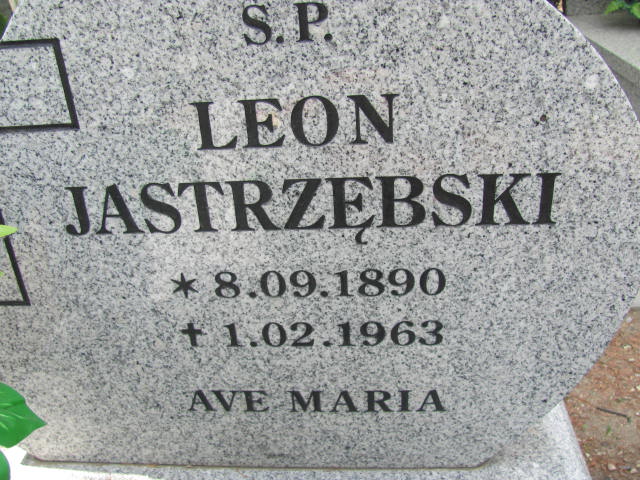 S.P.
LEON
JASTRZĘBSKI
* 8.09.1890
✝ 1.02.1963
AVE MARIA